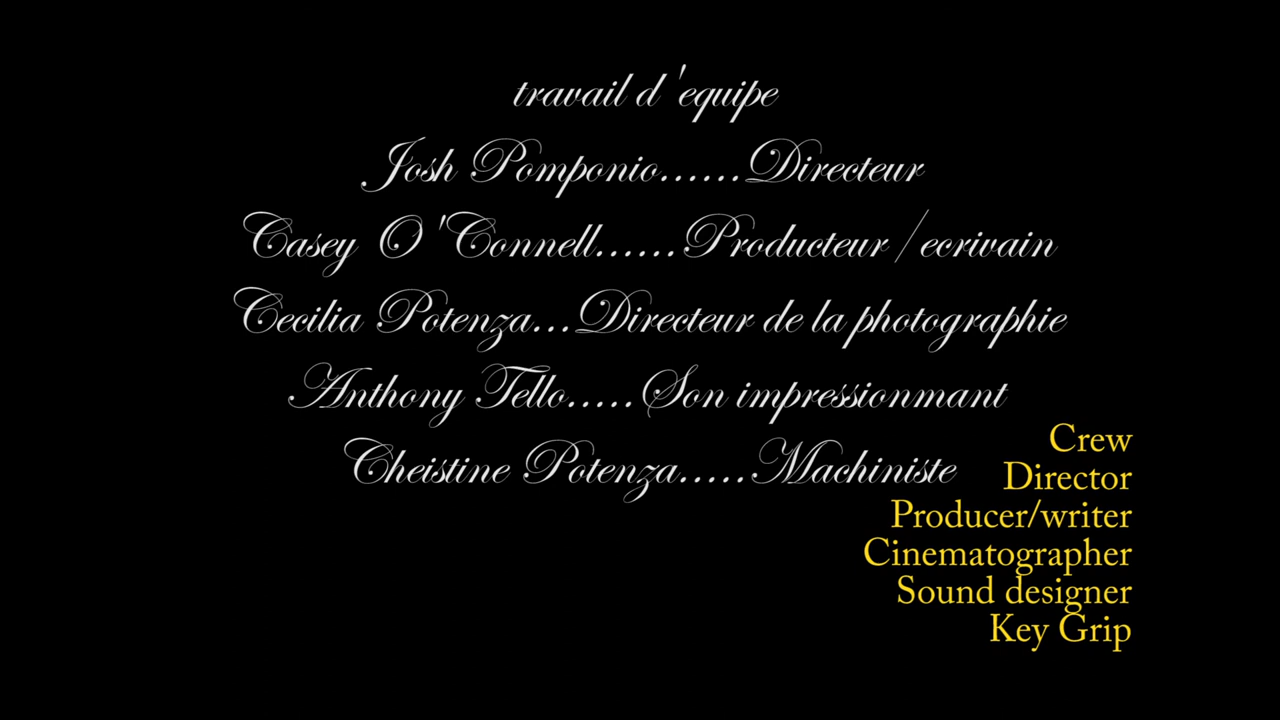 travail d'equipe
Josh Pomponio......Directeur
Casey O'Connell......Producteur/ecrivain
Cecilia Potenza...Directeur de la photographie
Anthony Tello.....Son impressionmant
Cheistine Potenza.....Machiniste
Crew
Director
Producer/writer
Cinematographer
Sound designer
Key Grip